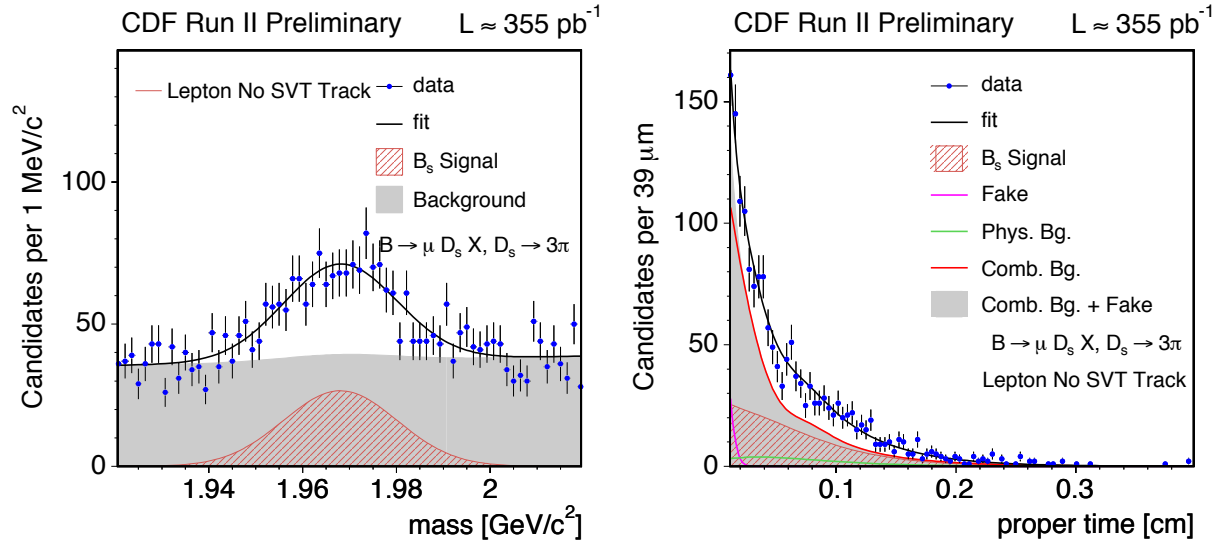 CDF Run II Preliminary L ≈ 355 pb⁻¹
Candidates per 1 MeV/c²
Lepton No SVT Track
data
fit
Bₛ Signal
Background
B → μ Dₛ X, Dₛ → 3π
100
50
0
1.94 1.96 1.98 2
mass [GeV/c²]
CDF Run II Preliminary L ≈ 355 pb⁻¹
Candidates per 39 μm
data
fit
Bₛ Signal
Fake
Phys. Bg.
Comb. Bg.
Comb. Bg. + Fake
B → μ Dₛ X, Dₛ → 3π
Lepton No SVT Track
150
100
50
0
0.1 0.2 0.3
proper time [cm]